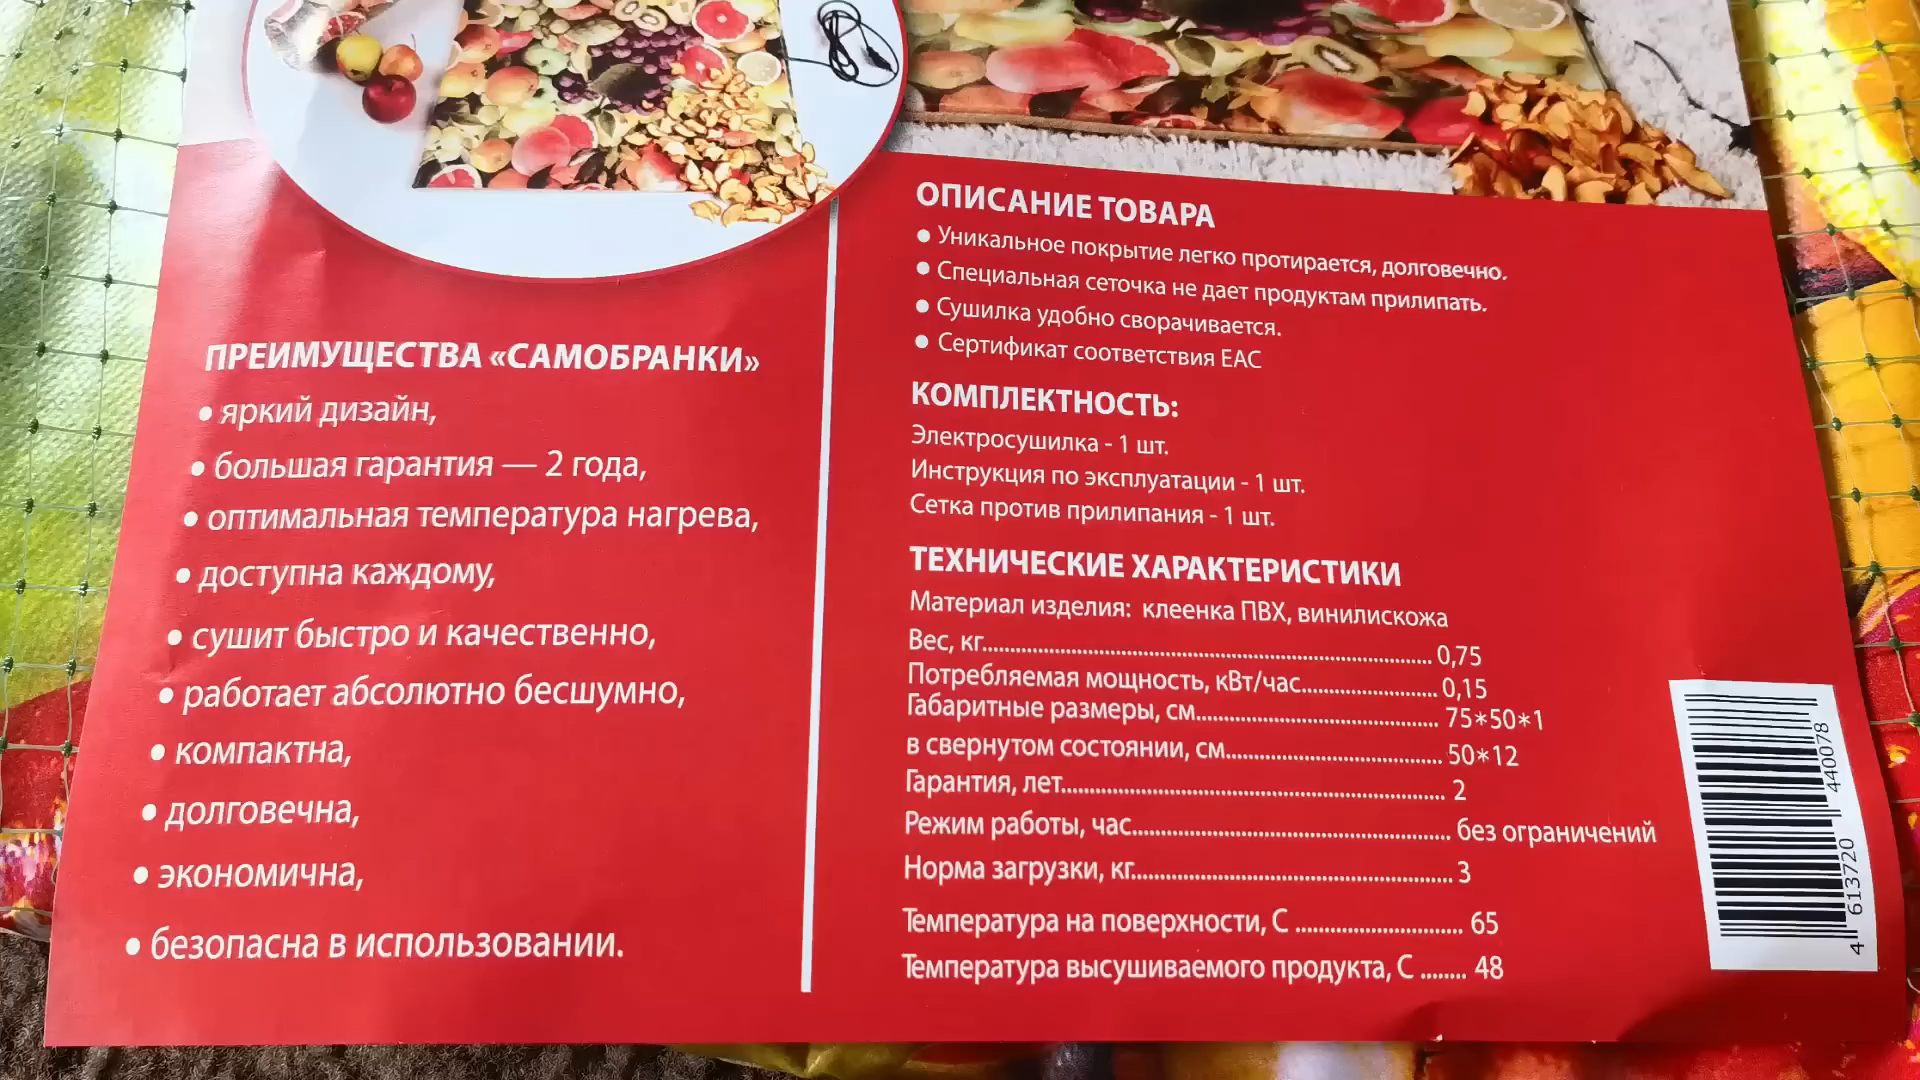 ПРЕИМУЩЕСТВА «САМОБРАНКИ»
• яркий дизайн,
• большая гарантия — 2 года,
• оптимальная температура нагрева,
• доступна каждому,
• сушит быстро и качественно,
• работает абсолютно бесшумно,
• компактна,
• долговечна,
• экономична,
• безопасна в использовании.
ОПИСАНИЕ ТОВАРА
• Уникальное покрытие легко протирается, долговечно.
• Специальная сеточка не дает продуктам прилипать.
• Сушилка удобно сворачивается.
• Сертификат соответствия ЕАС
КОМПЛЕКТНОСТЬ:
Электросушилка - 1 шт.
Инструкция по эксплуатации - 1 шт.
Сетка против прилипания - 1 шт.
ТЕХНИЧЕСКИЕ ХАРАКТЕРИСТИКИ
Материал изделия: клеенка ПВХ, винилискожа
Вес, кг........ 0,75
Потребляемая мощность, кВт/час........ 0,15
Габаритные размеры, см........ 75*50*1
в свернутом состоянии, см........ 50*12
Гарантия, лет........ 2
Режим работы, час........ без ограничений
Норма загрузки, кг........ 3
Температура на поверхности, С ........ 65
Температура высушиваемого продукта, С ........ 48
4 613720 440078